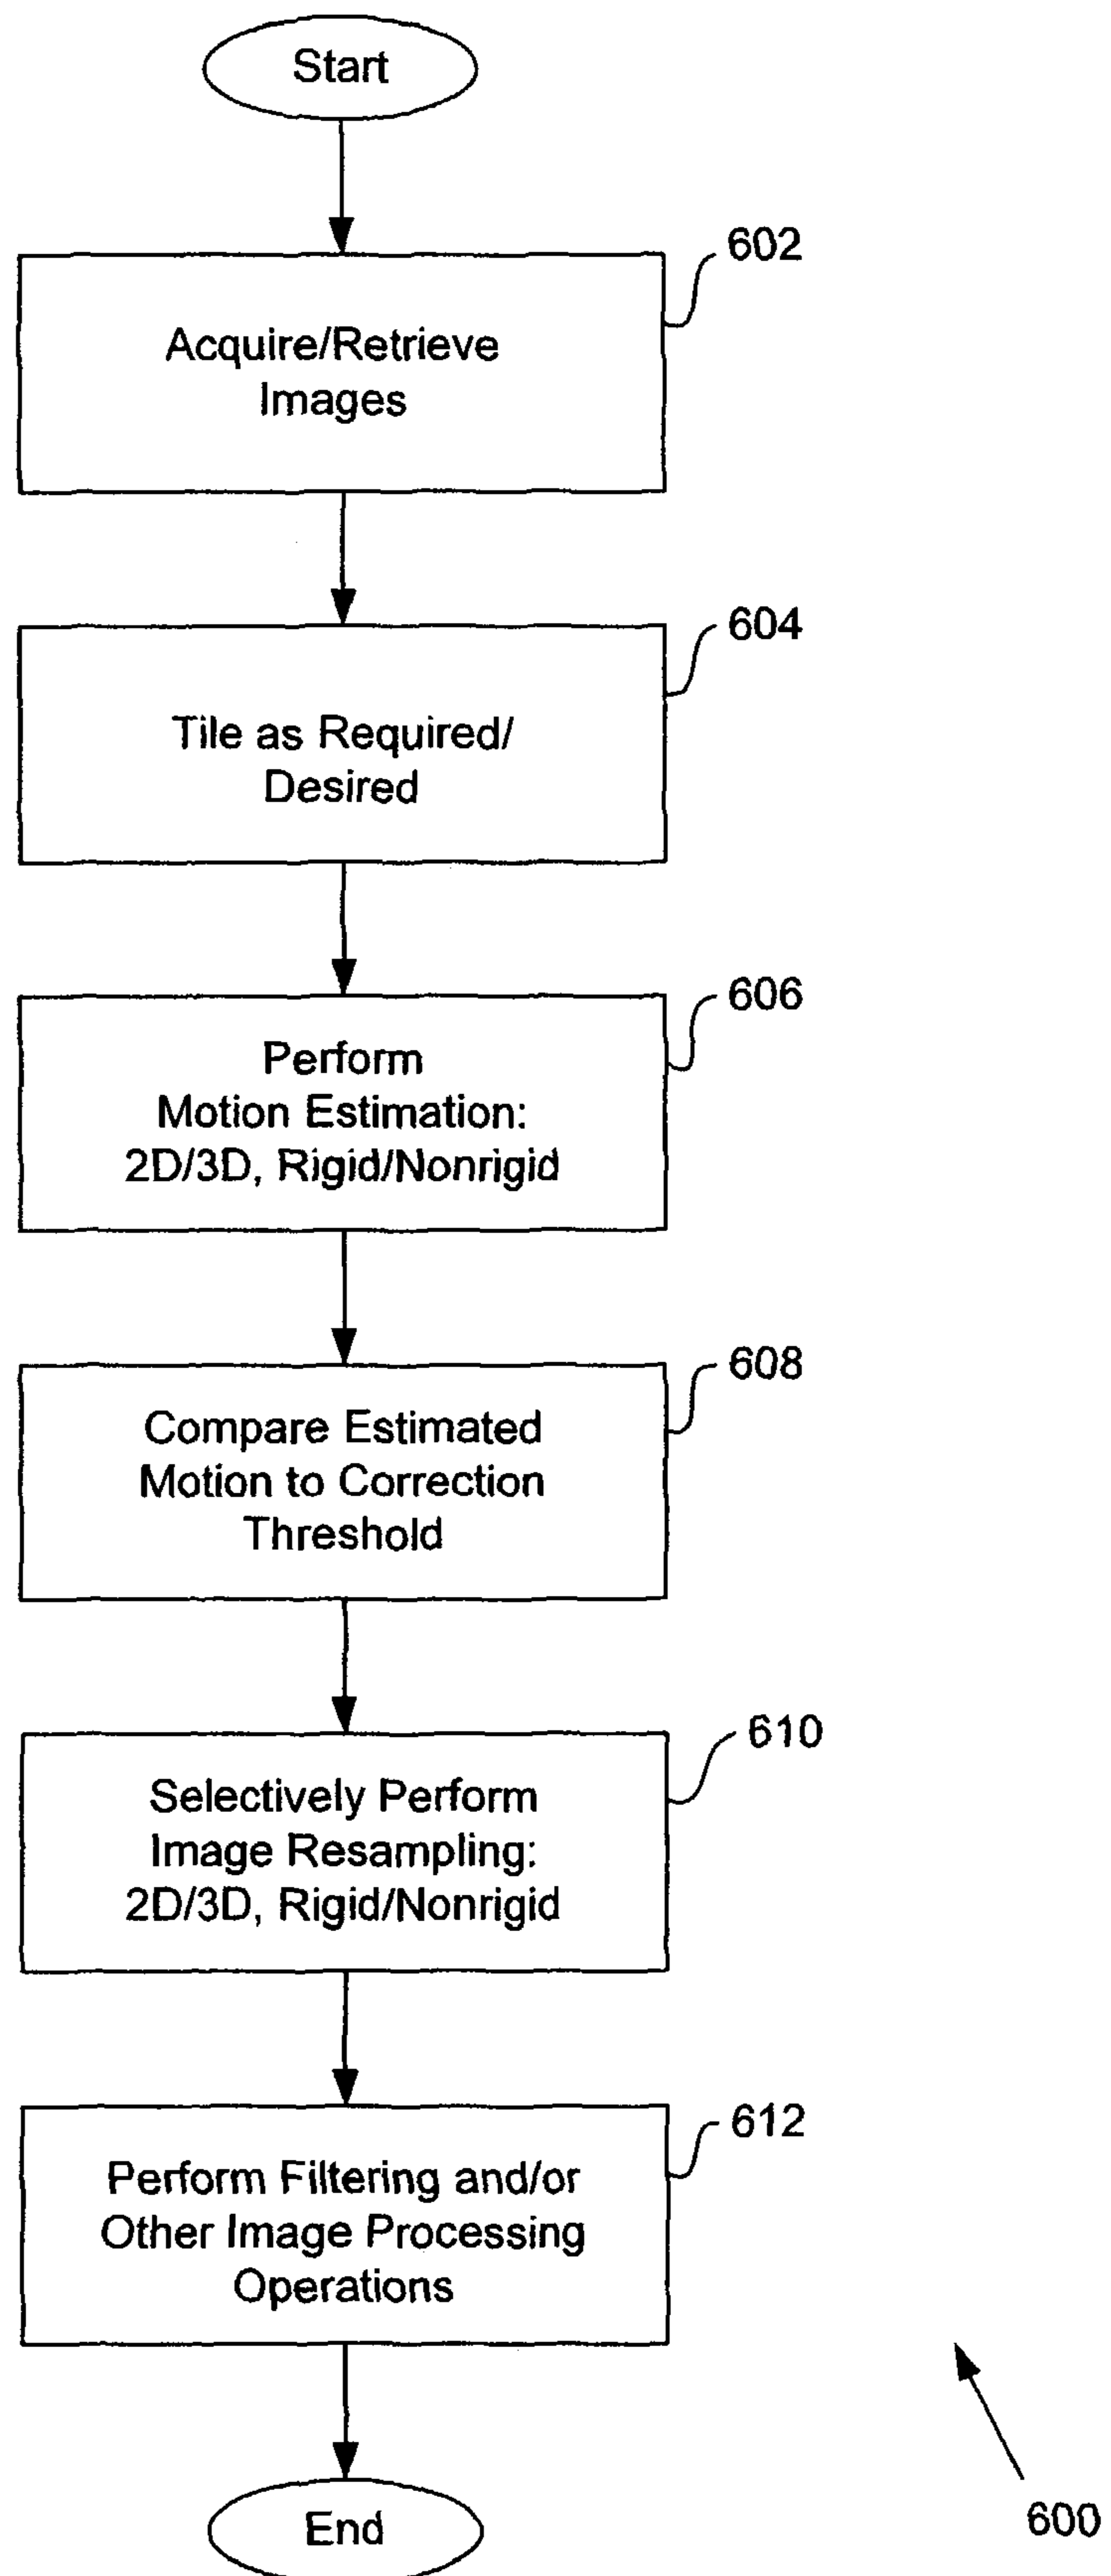 Start
602
Acquire/Retrieve
Images
604
Tile as Required/
Desired
606
Perform
Motion Estimation:
2D/3D, Rigid/Nonrigid
608
Compare Estimated
Motion to Correction
Threshold
610
Selectively Perform
Image Resampling:
2D/3D, Rigid/Nonrigid
612
Perform Filtering and/or
Other Image Processing
Operations
End
600